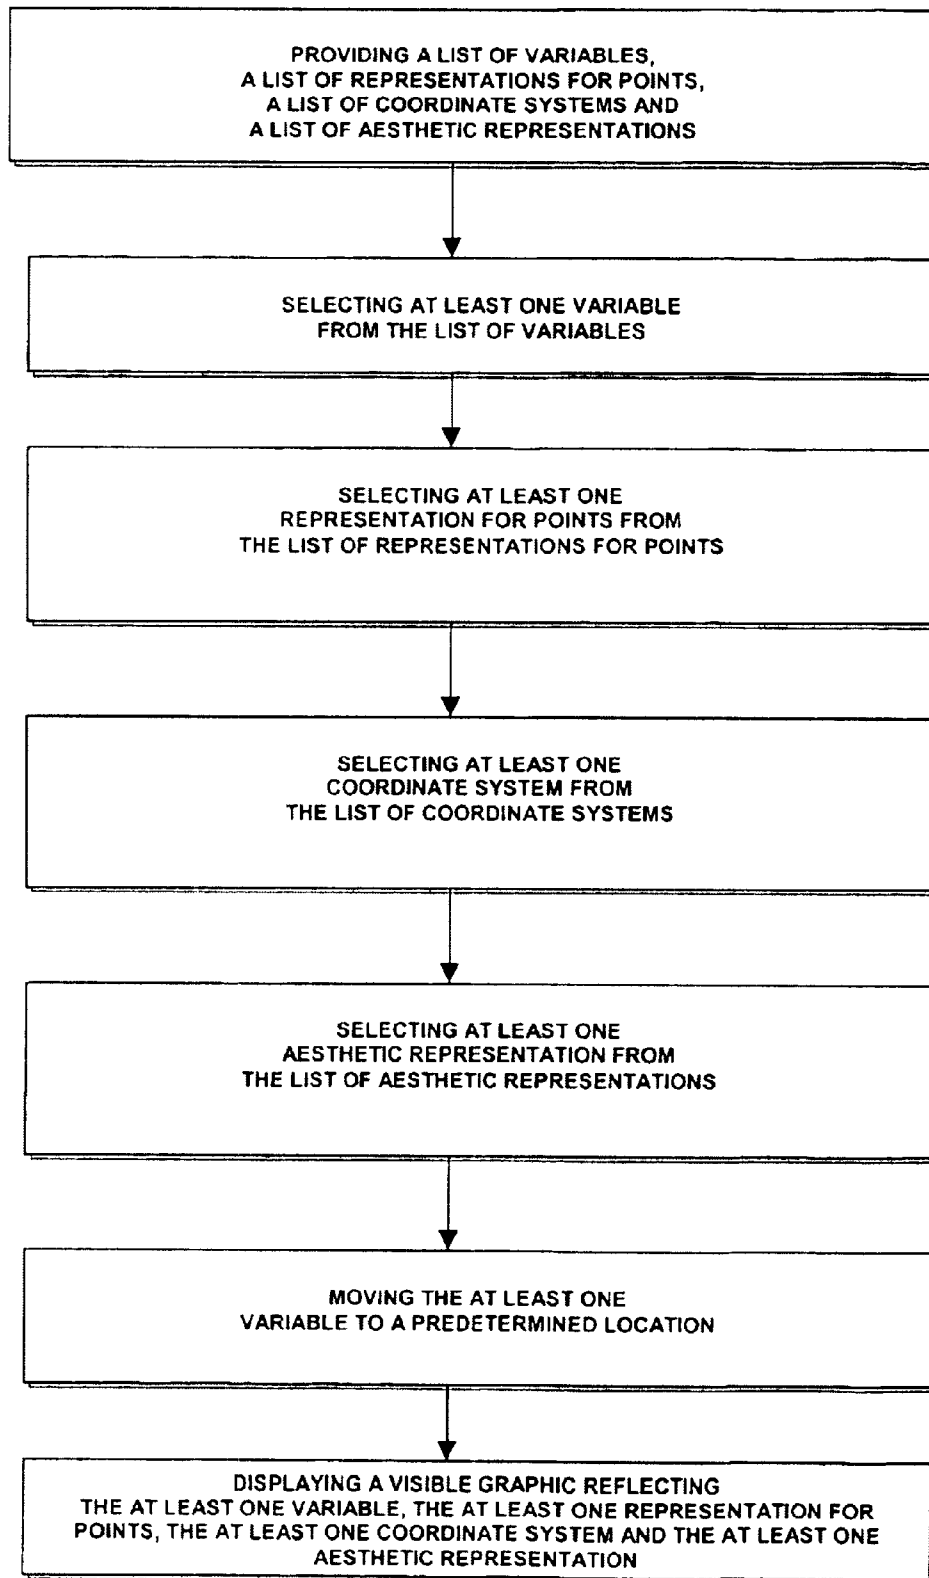 PROVIDING A LIST OF VARIABLES,
A LIST OF REPRESENTATIONS FOR POINTS,
A LIST OF COORDINATE SYSTEMS AND
A LIST OF AESTHETIC REPRESENTATIONS
SELECTING AT LEAST ONE VARIABLE
FROM THE LIST OF VARIABLES
SELECTING AT LEAST ONE
REPRESENTATION FOR POINTS FROM
THE LIST OF REPRESENTATIONS FOR POINTS
SELECTING AT LEAST ONE
COORDINATE SYSTEM FROM
THE LIST OF COORDINATE SYSTEMS
SELECTING AT LEAST ONE
AESTHETIC REPRESENTATION FROM
THE LIST OF AESTHETIC REPRESENTATIONS
MOVING THE AT LEAST ONE
VARIABLE TO A PREDETERMINED LOCATION
DISPLAYING A VISIBLE GRAPHIC REFLECTING
THE AT LEAST ONE VARIABLE, THE AT LEAST ONE REPRESENTATION FOR
POINTS, THE AT LEAST ONE COORDINATE SYSTEM AND THE AT LEAST ONE
AESTHETIC REPRESENTATION